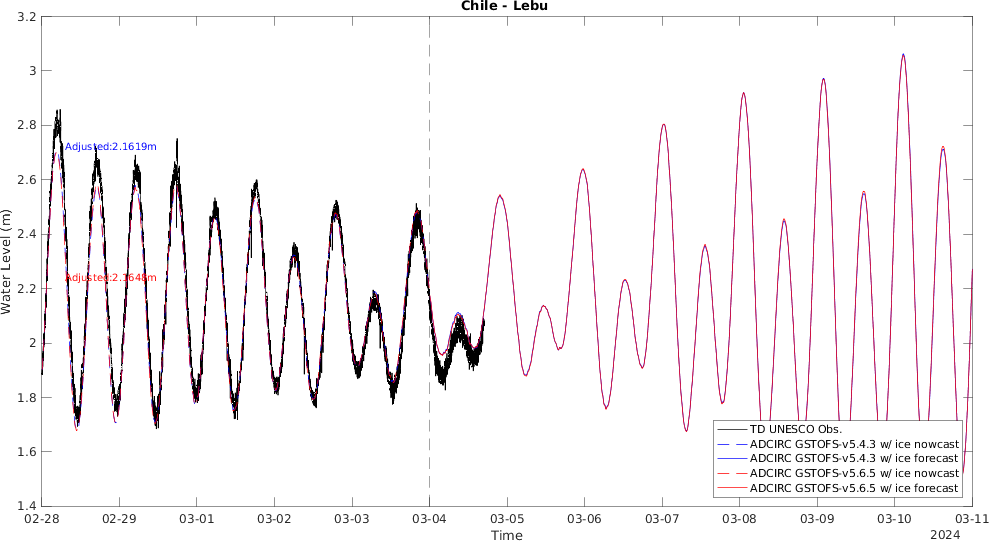 Chile - Lebu
3.2
3
2.8
2.6
2.4
2.2
2
1.8
1.6
1.4
Water Level (m)
Adjusted:2.1619m
Adjusted:2.1648m
TD UNESCO Obs.
ADCIRC GSTOFS-v5.4.3 w/ ice nowcast
ADCIRC GSTOFS-v5.4.3 w/ ice forecast
ADCIRC GSTOFS-v5.6.5 w/ ice nowcast
ADCIRC GSTOFS-v5.6.5 w/ ice forecast
02-28 02-29 03-01 03-02 03-03 03-04 03-05 03-06 03-07 03-08 03-09 03-10 03-11
Time
2024